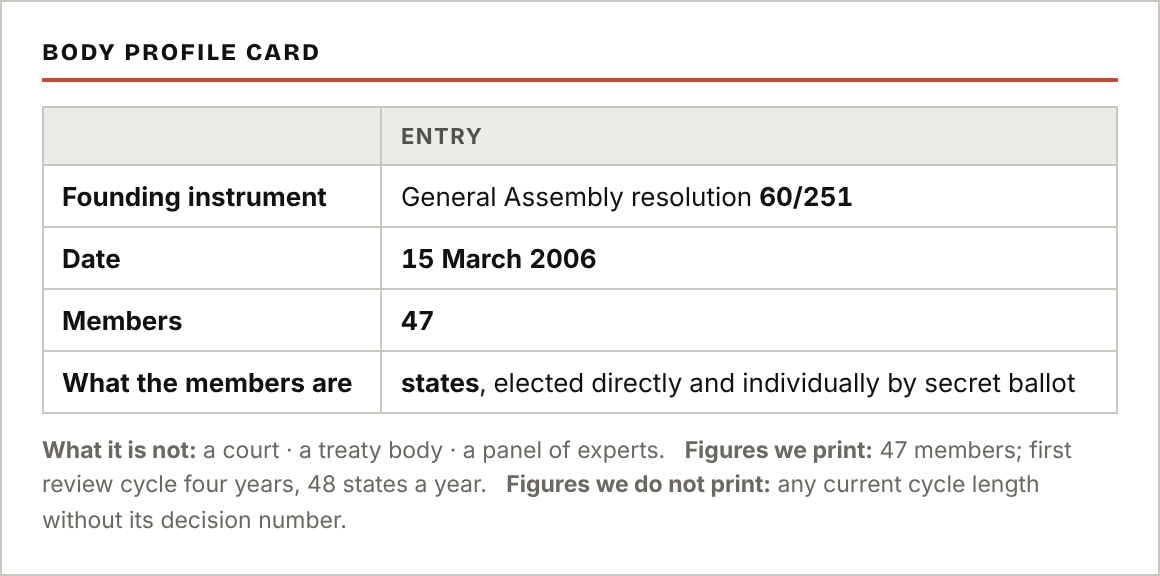 BODY PROFILE CARD
ENTRY
Founding instrument General Assembly resolution 60/251
Date 15 March 2006
Members 47
What the members are states, elected directly and individually by secret ballot
What it is not: a court · a treaty body · a panel of experts. Figures we print: 47 members; first
review cycle four years, 48 states a year. Figures we do not print: any current cycle length
without its decision number.